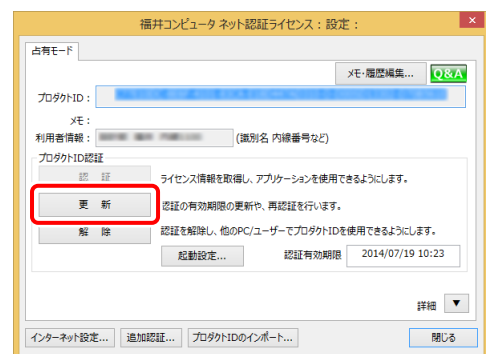 福井コンピュータ ネット認証ライセンス：設定：
占有モード
メモ・履歴編集... Q&A
プロダクトID：
メモ：
利用者情報： (識別名 内線番号など)
プロダクトID認証
認 証 ライセンス情報を取得し、アプリケーションを使用できるようにします。
更 新 認証の有効期限の更新や、再認証を行います。
解 除 認証を解除し、他のPC/ユーザーでプロダクトIDを使用できるようにします。
起動設定... 認証有効期限 2014/07/19 10:23
詳細 ▼
インターネット設定... 追加認証... プロダクトIDのインポート... 閉じる